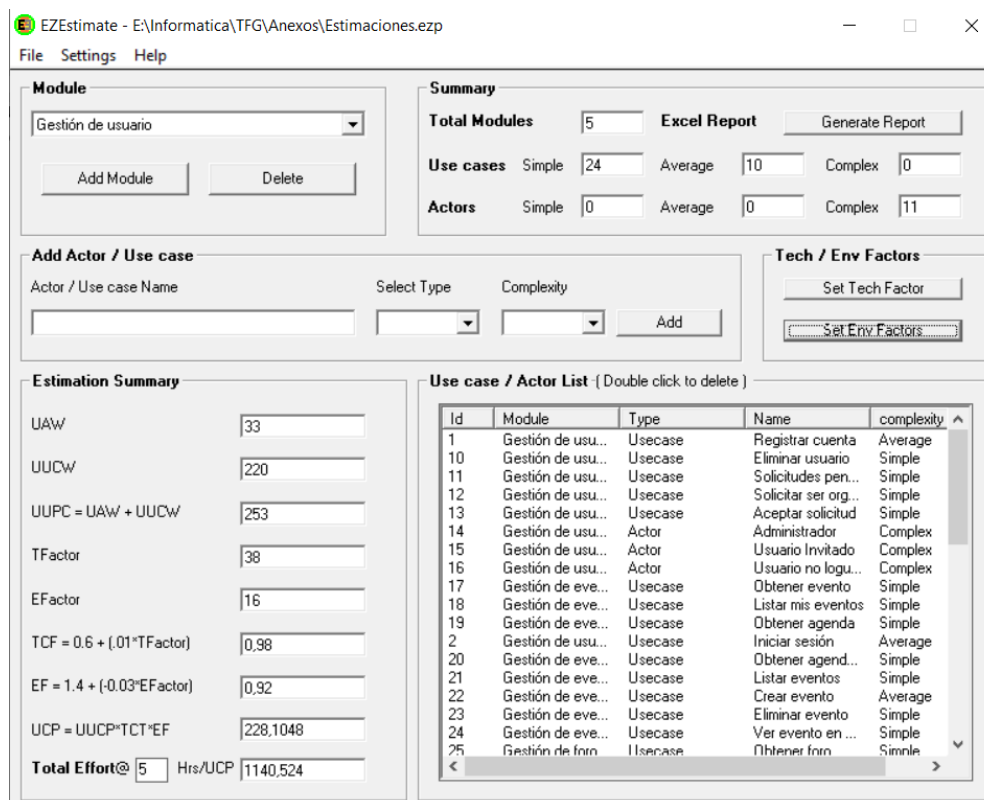 EZEstimate - E:\Informatica\TFG\Anexos\Estimaciones.ezp
File Settings Help
Module
Gestión de usuario
Add Module Delete
Summary
Total Modules 5 Excel Report Generate Report
Use cases Simple 24 Average 10 Complex 0
Actors Simple 0 Average 0 Complex 11
Add Actor / Use case
Actor / Use case Name Select Type Complexity
Add
Tech / Env Factors
Set Tech Factor
Set Env Factors
Estimation Summary
UAW 33
UUCW 220
UUPC = UAW + UUCW 253
TFactor 38
EFactor 16
TCF = 0.6 + (.01*TFactor) 0,98
EF = 1.4 + (-0.03*EFactor) 0,92
UCP = UUCP*TCT*EF 228,1048
Total Effort@ 5 Hrs/UCP 1140,524
Use case / Actor List ( Double click to delete )
Id Module Type Name complexity
1 Gestión de usu... Usecase Registrar cuenta Average
10 Gestión de usu... Usecase Eliminar usuario Simple
11 Gestión de usu... Usecase Solicitudes pen... Simple
12 Gestión de usu... Usecase Solicitar ser org... Simple
13 Gestión de usu... Usecase Aceptar solicitud Simple
14 Gestión de usu... Actor Administrador Complex
15 Gestión de usu... Actor Usuario Invitado Complex
16 Gestión de usu... Actor Usuario no logu... Complex
17 Gestión de eve... Usecase Obtener evento Simple
18 Gestión de eve... Usecase Listar mis eventos Simple
19 Gestión de eve... Usecase Obtener agenda Simple
2 Gestión de usu... Usecase Iniciar sesión Average
20 Gestión de eve... Usecase Obtener agend... Simple
21 Gestión de eve... Usecase Listar eventos Simple
22 Gestión de eve... Usecase Crear evento Average
23 Gestión de eve... Usecase Eliminar evento Simple
24 Gestión de eve... Usecase Ver evento en ... Simple
25 Gestión de foro Usecase Obtener foro Simple